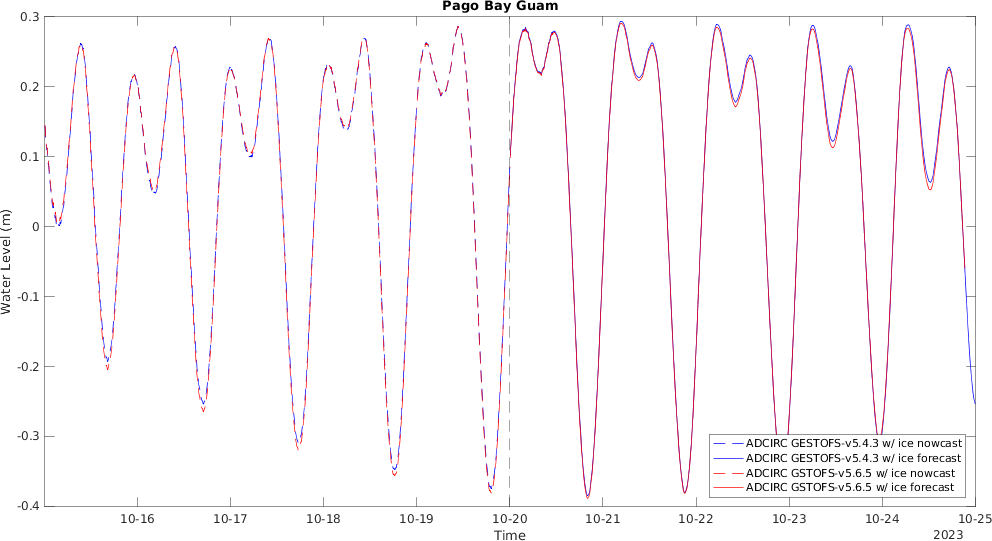 Pago Bay Guam
0.3
0.2
0.1
0
-0.1
-0.2
-0.3
-0.4
Water Level (m)
ADCIRC GESTOFS-v5.4.3 w/ ice nowcast
ADCIRC GESTOFS-v5.4.3 w/ ice forecast
ADCIRC GSTOFS-v5.6.5 w/ ice nowcast
ADCIRC GSTOFS-v5.6.5 w/ ice forecast
10-16 10-17 10-18 10-19 10-20 10-21 10-22 10-23 10-24 10-25
Time
2023